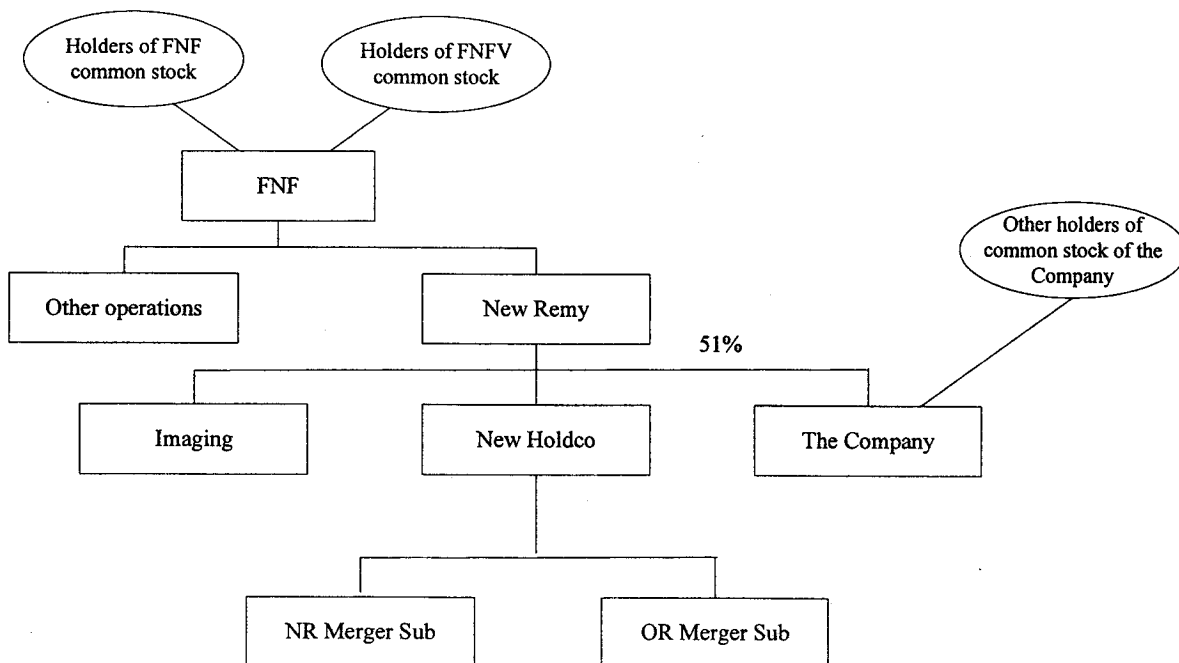 Holders of FNF
common stock
Holders of FNFV
common stock
FNF
Other holders of
common stock of the
Company
Other operations
New Remy
51%
Imaging
New Holdco
The Company
NR Merger Sub
OR Merger Sub